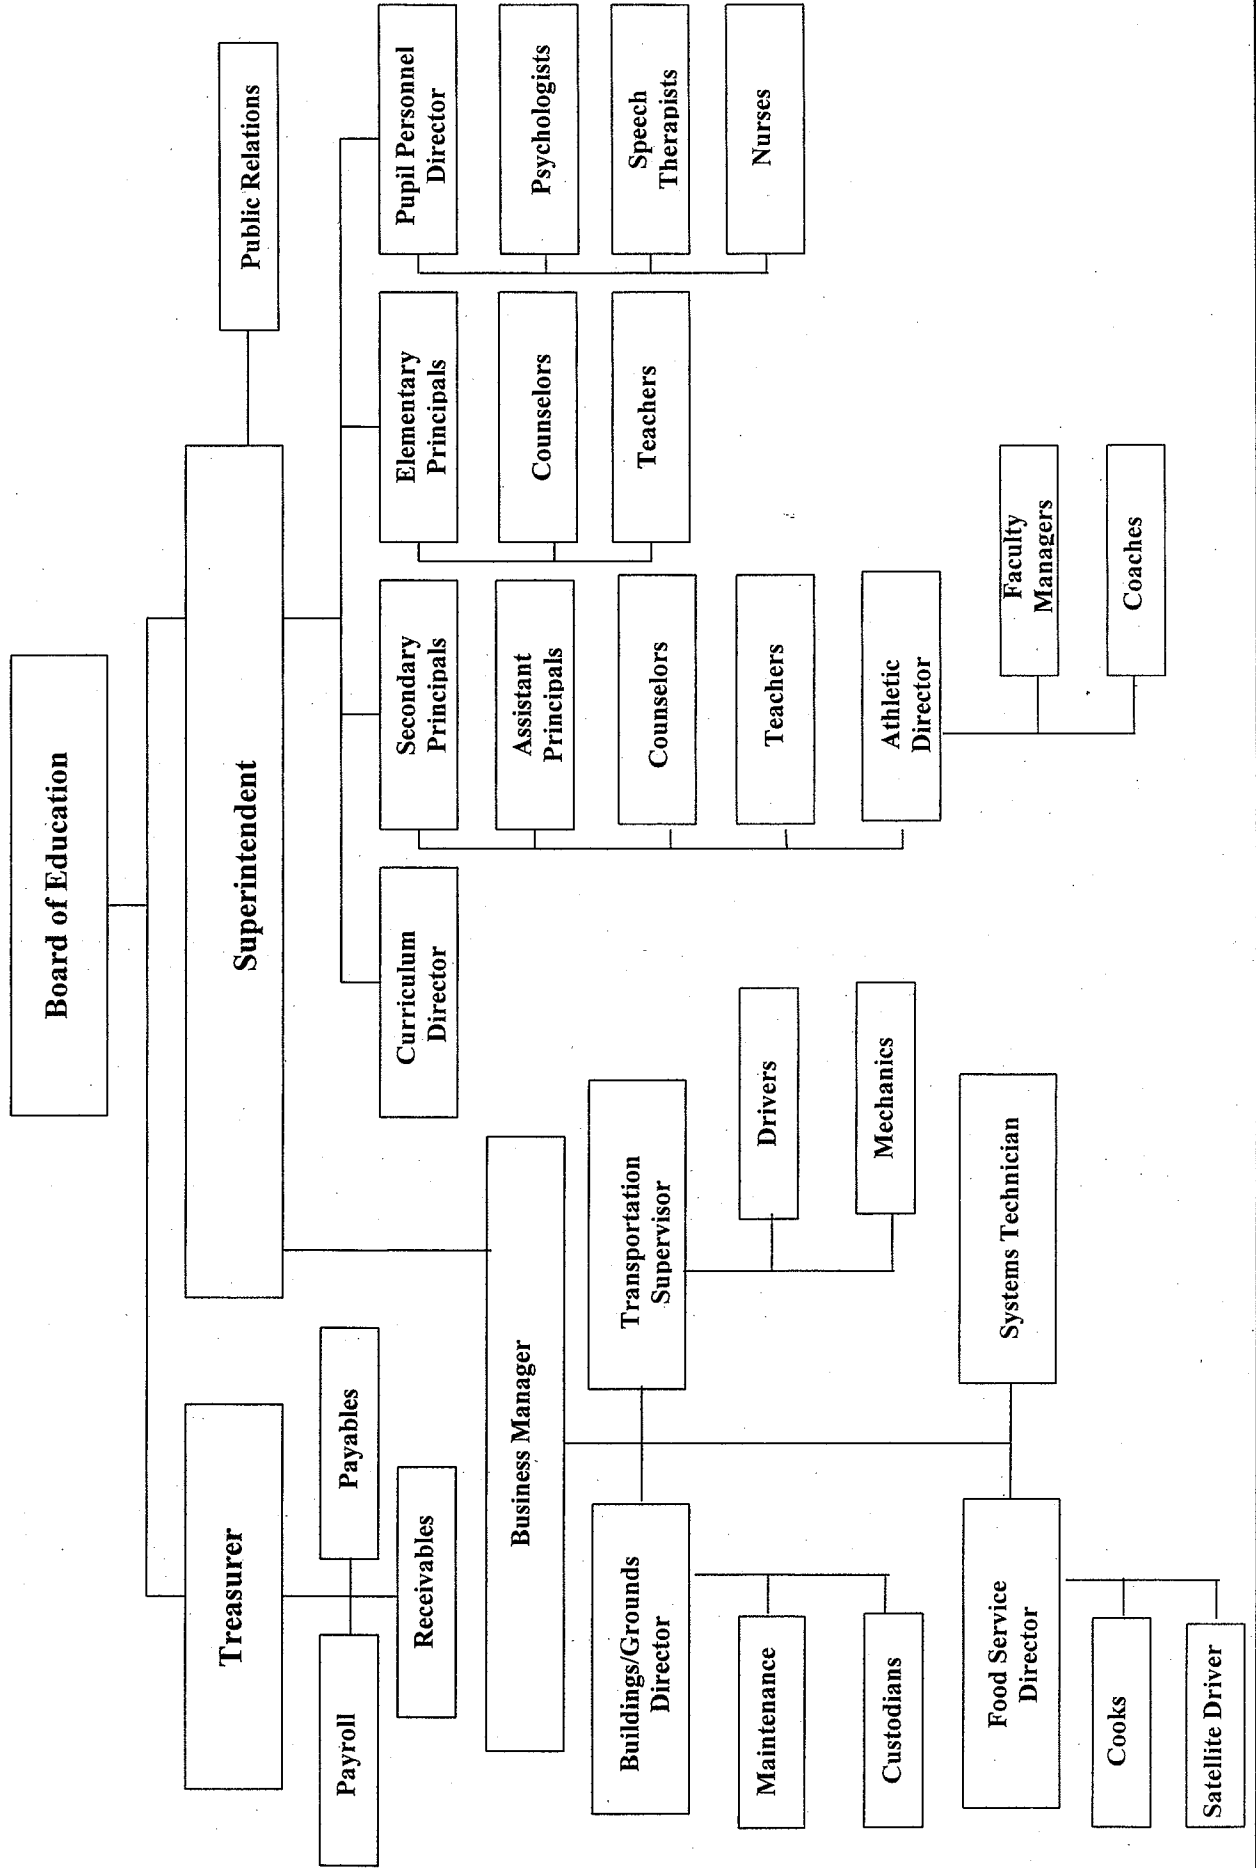 Board of Education
Treasurer
Superintendent
Public Relations
Payroll
Payables
Receivables
Curriculum
Director
Secondary
Principals
Elementary
Principals
Pupil Personnel
Director
Business Manager
Assistant
Principals
Counselors
Psychologists
Buildings/Grounds
Director
Transportation
Supervisor
Counselors
Teachers
Speech
Therapists
Maintenance
Drivers
Teachers
Nurses
Custodians
Mechanics
Athletic
Director
Food Service
Director
Systems Technician
Faculty
Managers
Cooks
Coaches
Satellite Driver